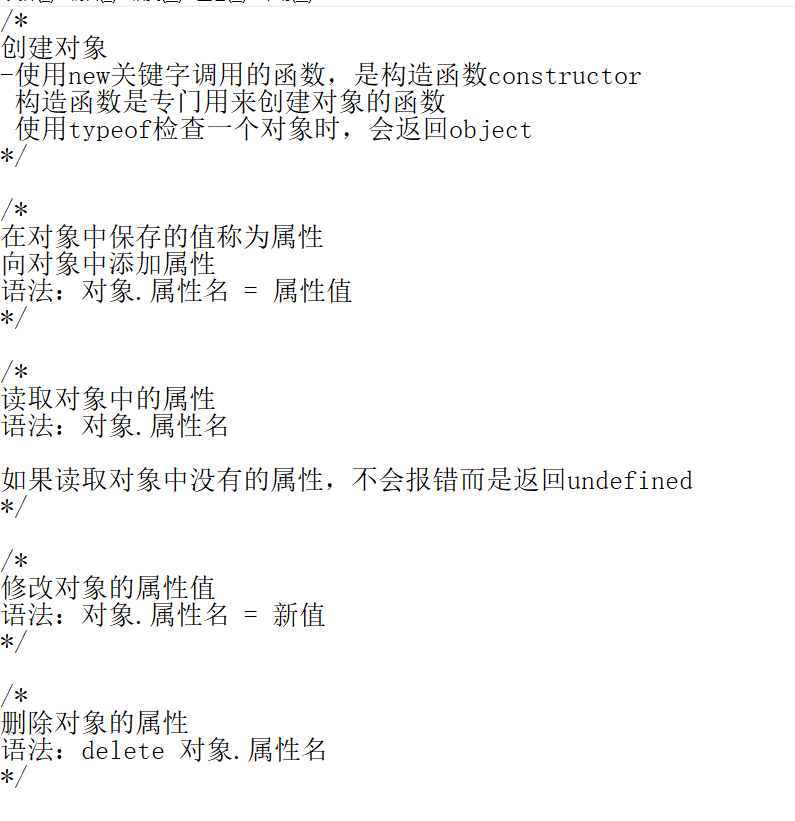 /*
创建对象
-使用new关键字调用的函数，是构造函数constructor
构造函数是专门用来创建对象的函数
使用typeof检查一个对象时，会返回object
*/
/*
在对象中保存的值称为属性
向对象中添加属性
语法：对象.属性名 = 属性值
*/
/*
读取对象中的属性
语法：对象.属性名
如果读取对象中没有的属性，不会报错而是返回undefined
*/
/*
修改对象的属性值
语法：对象.属性名 = 新值
*/
/*
删除对象的属性
语法：delete 对象.属性名
*/